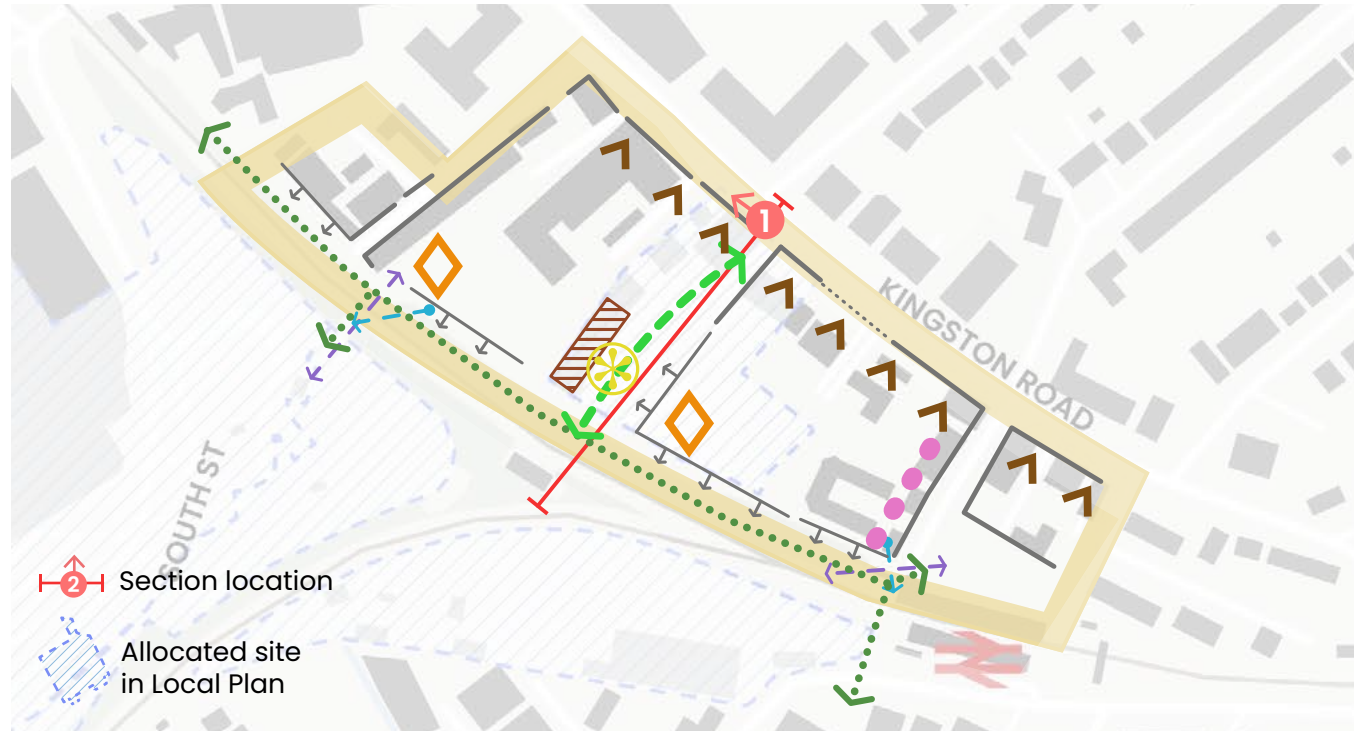 1
KINGSTON ROAD
SOUTH ST
2
Section location
Allocated site
in Local Plan